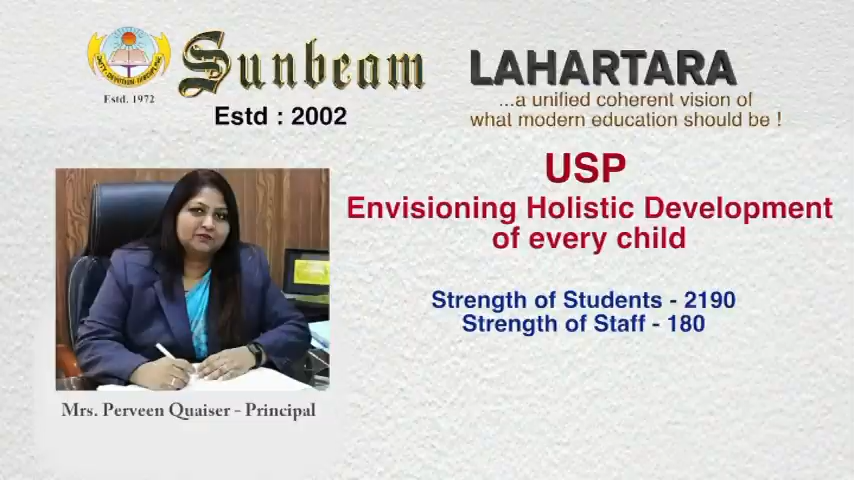 Sunbeam
Estd. 1972
Estd : 2002
LAHARTARA
...a unified coherent vision of
what modern education should be !
USP
Envisioning Holistic Development
of every child
Strength of Students - 2190
Strength of Staff - 180
Mrs. Perveen Quaiser - Principal